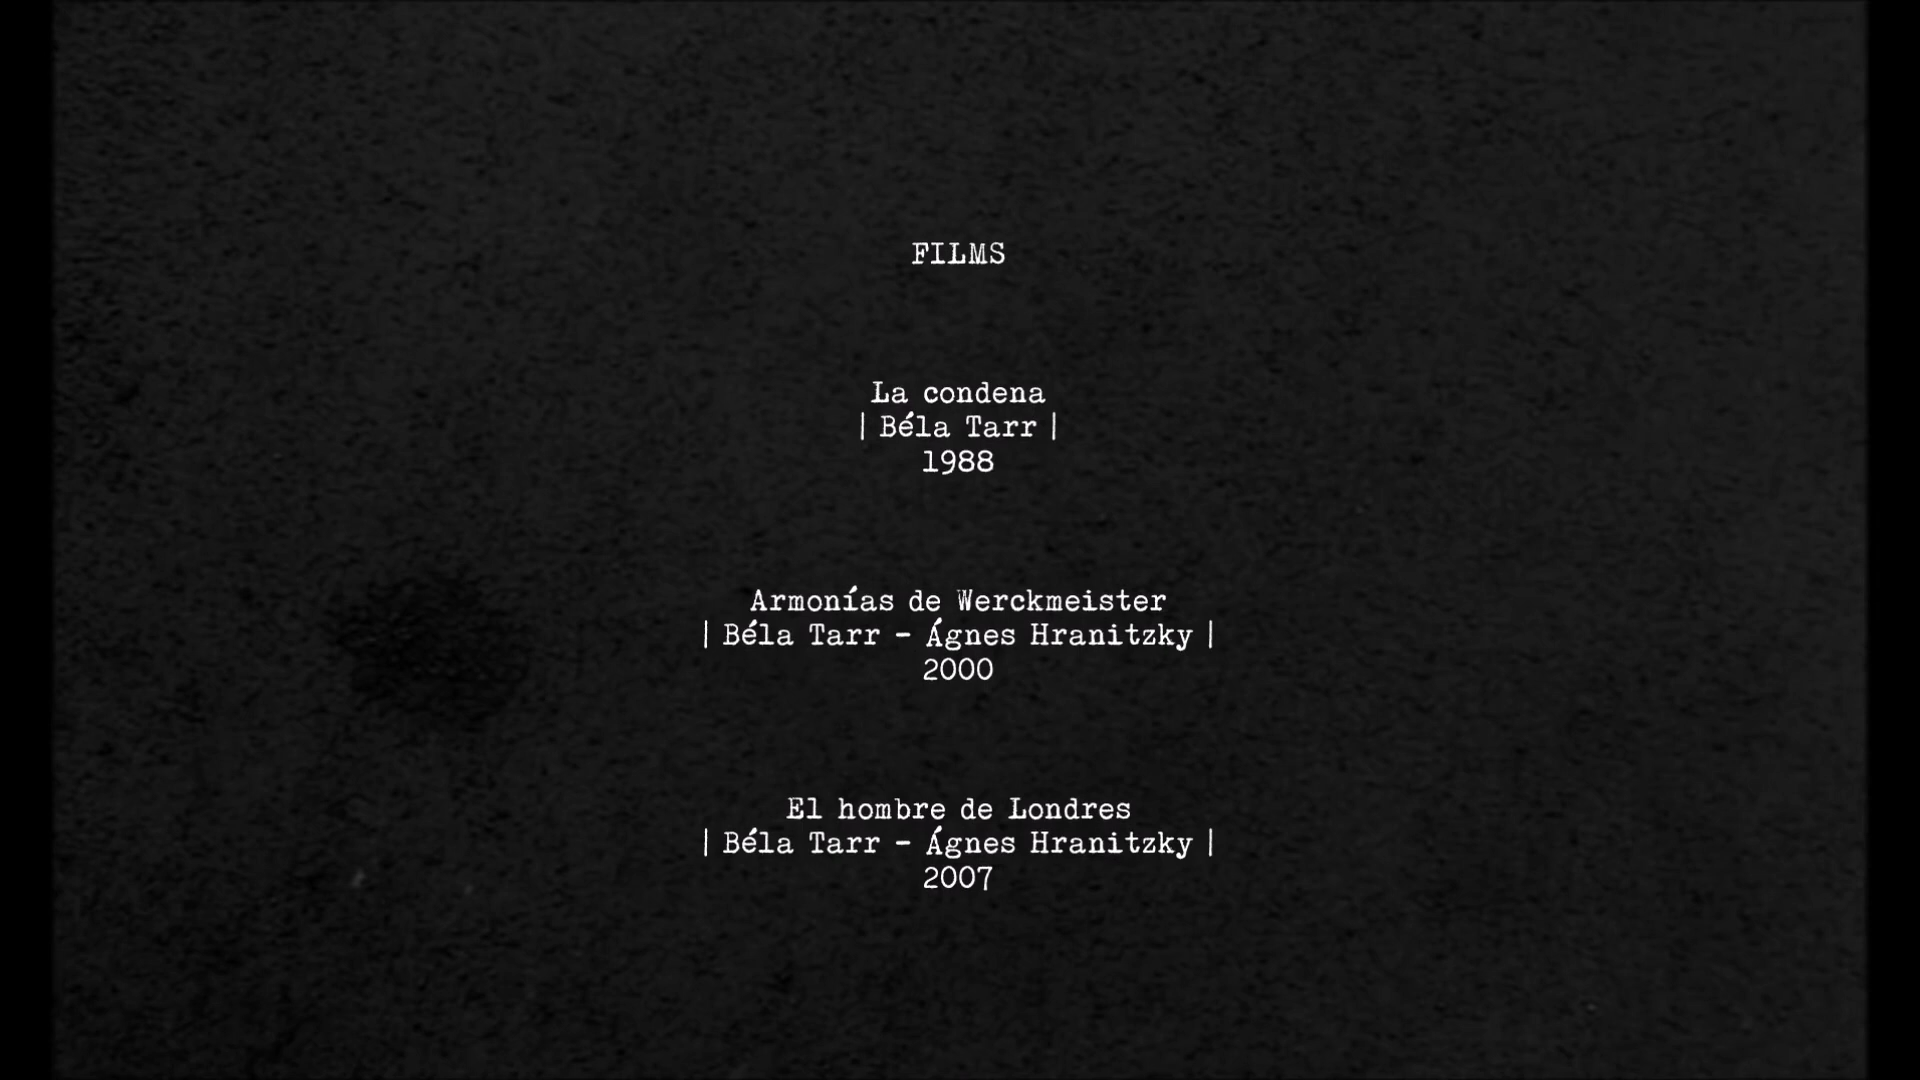 FILMS
La condena
| Béla Tarr |
1988
Armonías de Werckmeister
| Béla Tarr - Ágnes Hranitzky |
2000
El hombre de Londres
| Béla Tarr - Ágnes Hranitzky |
2007